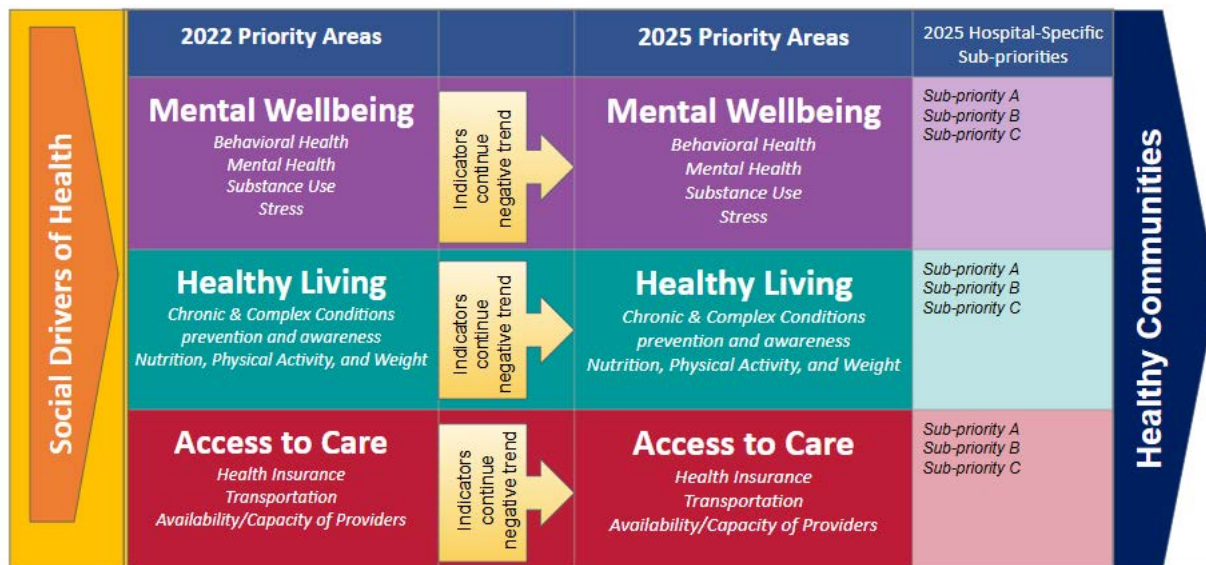 Social Drivers of Health
2022 Priority Areas
2025 Priority Areas
2025 Hospital-Specific
Sub-priorities
Mental Wellbeing
Behavioral Health
Mental Health
Substance Use
Stress
Indicators
continue
negative trend
Mental Wellbeing
Behavioral Health
Mental Health
Substance Use
Stress
Sub-priority A
Sub-priority B
Sub-priority C
Healthy Living
Chronic & Complex Conditions
prevention and awareness
Nutrition, Physical Activity, and Weight
Indicators
continue
negative trend
Healthy Living
Chronic & Complex Conditions
prevention and awareness
Nutrition, Physical Activity, and Weight
Sub-priority A
Sub-priority B
Sub-priority C
Access to Care
Health Insurance
Transportation
Availability/Capacity of Providers
Indicators
continue
negative trend
Access to Care
Health Insurance
Transportation
Availability/Capacity of Providers
Sub-priority A
Sub-priority B
Sub-priority C
Healthy Communities